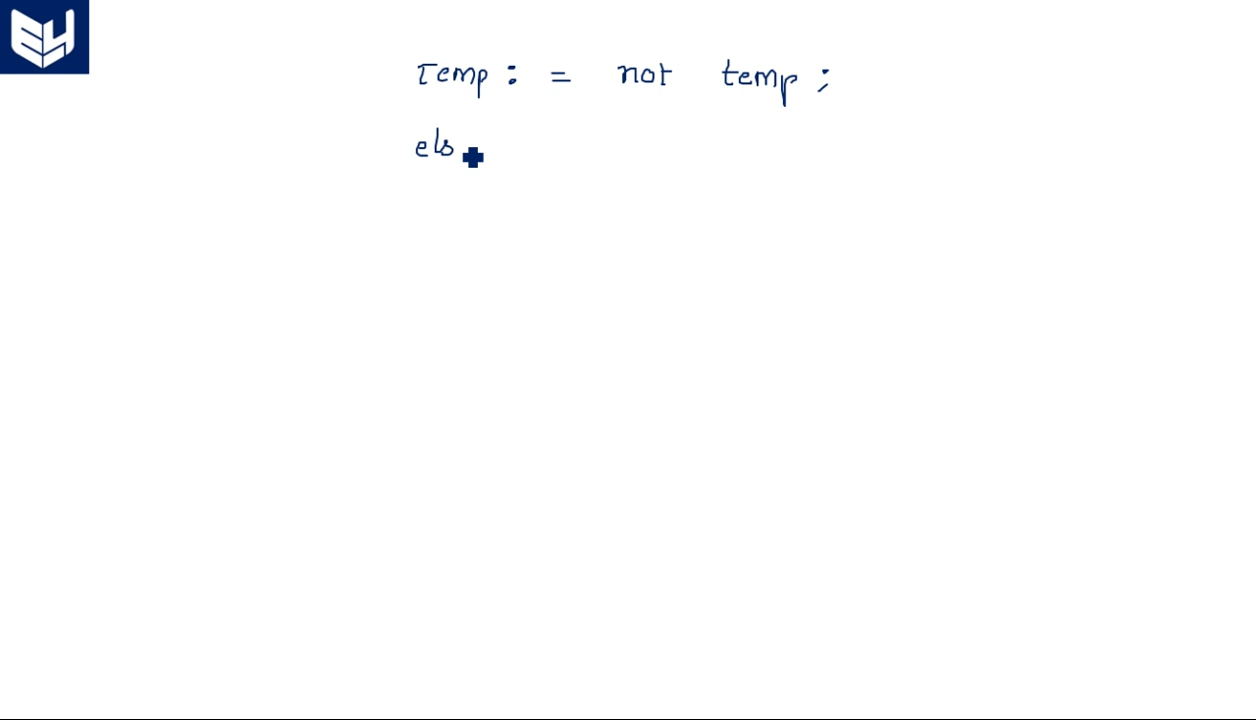 Temp : = not temp ;
els